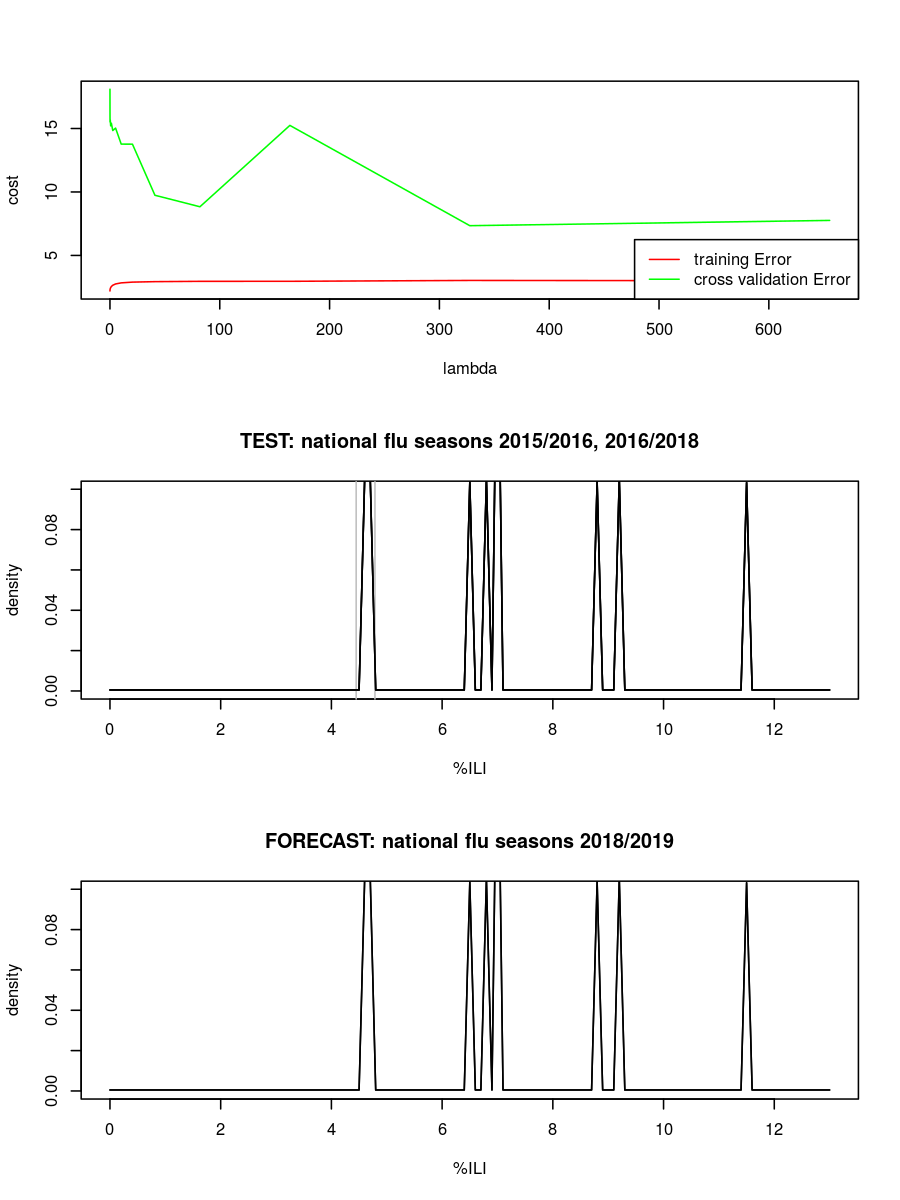 15
10
5
cost
training Error
cross validation Error
0 100 200 300 400 500 600
lambda
TEST: national flu seasons 2015/2016, 2016/2018
0.08
0.04
0.00
density
0 2 4 6 8 10 12
%ILI
FORECAST: national flu seasons 2018/2019
0.08
0.04
0.00
density
0 2 4 6 8 10 12
%ILI